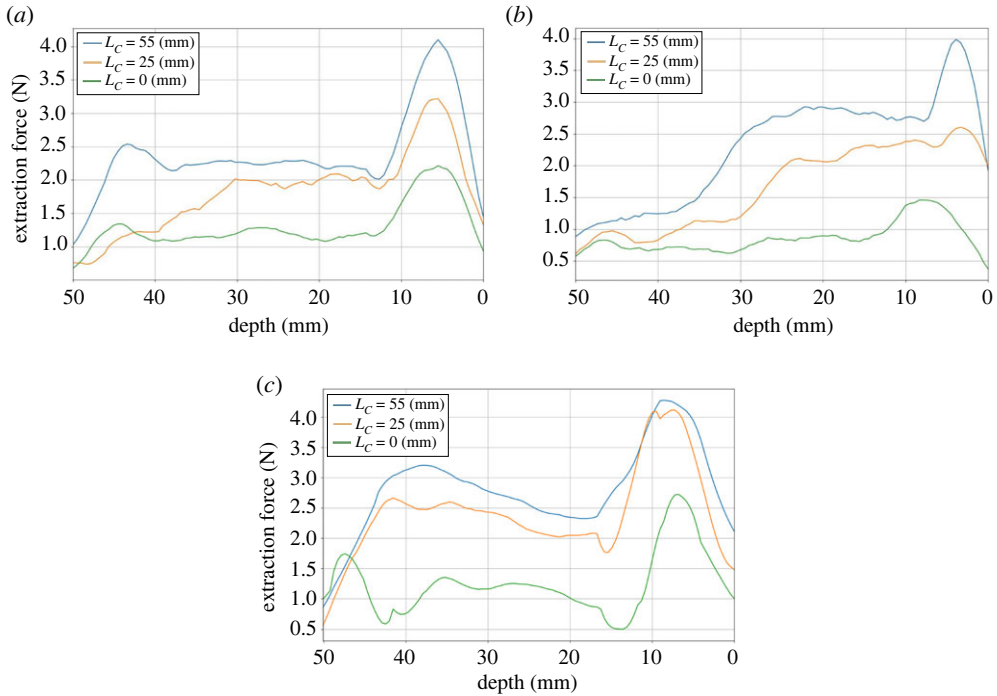 (a)
L_C = 55 (mm)
L_C = 25 (mm)
L_C = 0 (mm)
4.0
3.5
3.0
2.5
2.0
1.5
1.0
extraction force (N)
50 40 30 20 10 0
depth (mm)
(b)
L_C = 55 (mm)
L_C = 25 (mm)
L_C = 0 (mm)
4.0
3.5
3.0
2.5
2.0
1.5
1.0
0.5
50 40 30 20 10 0
depth (mm)
(c)
L_C = 55 (mm)
L_C = 25 (mm)
L_C = 0 (mm)
4.0
3.5
3.0
2.5
2.0
1.5
1.0
0.5
extraction force (N)
50 40 30 20 10 0
depth (mm)